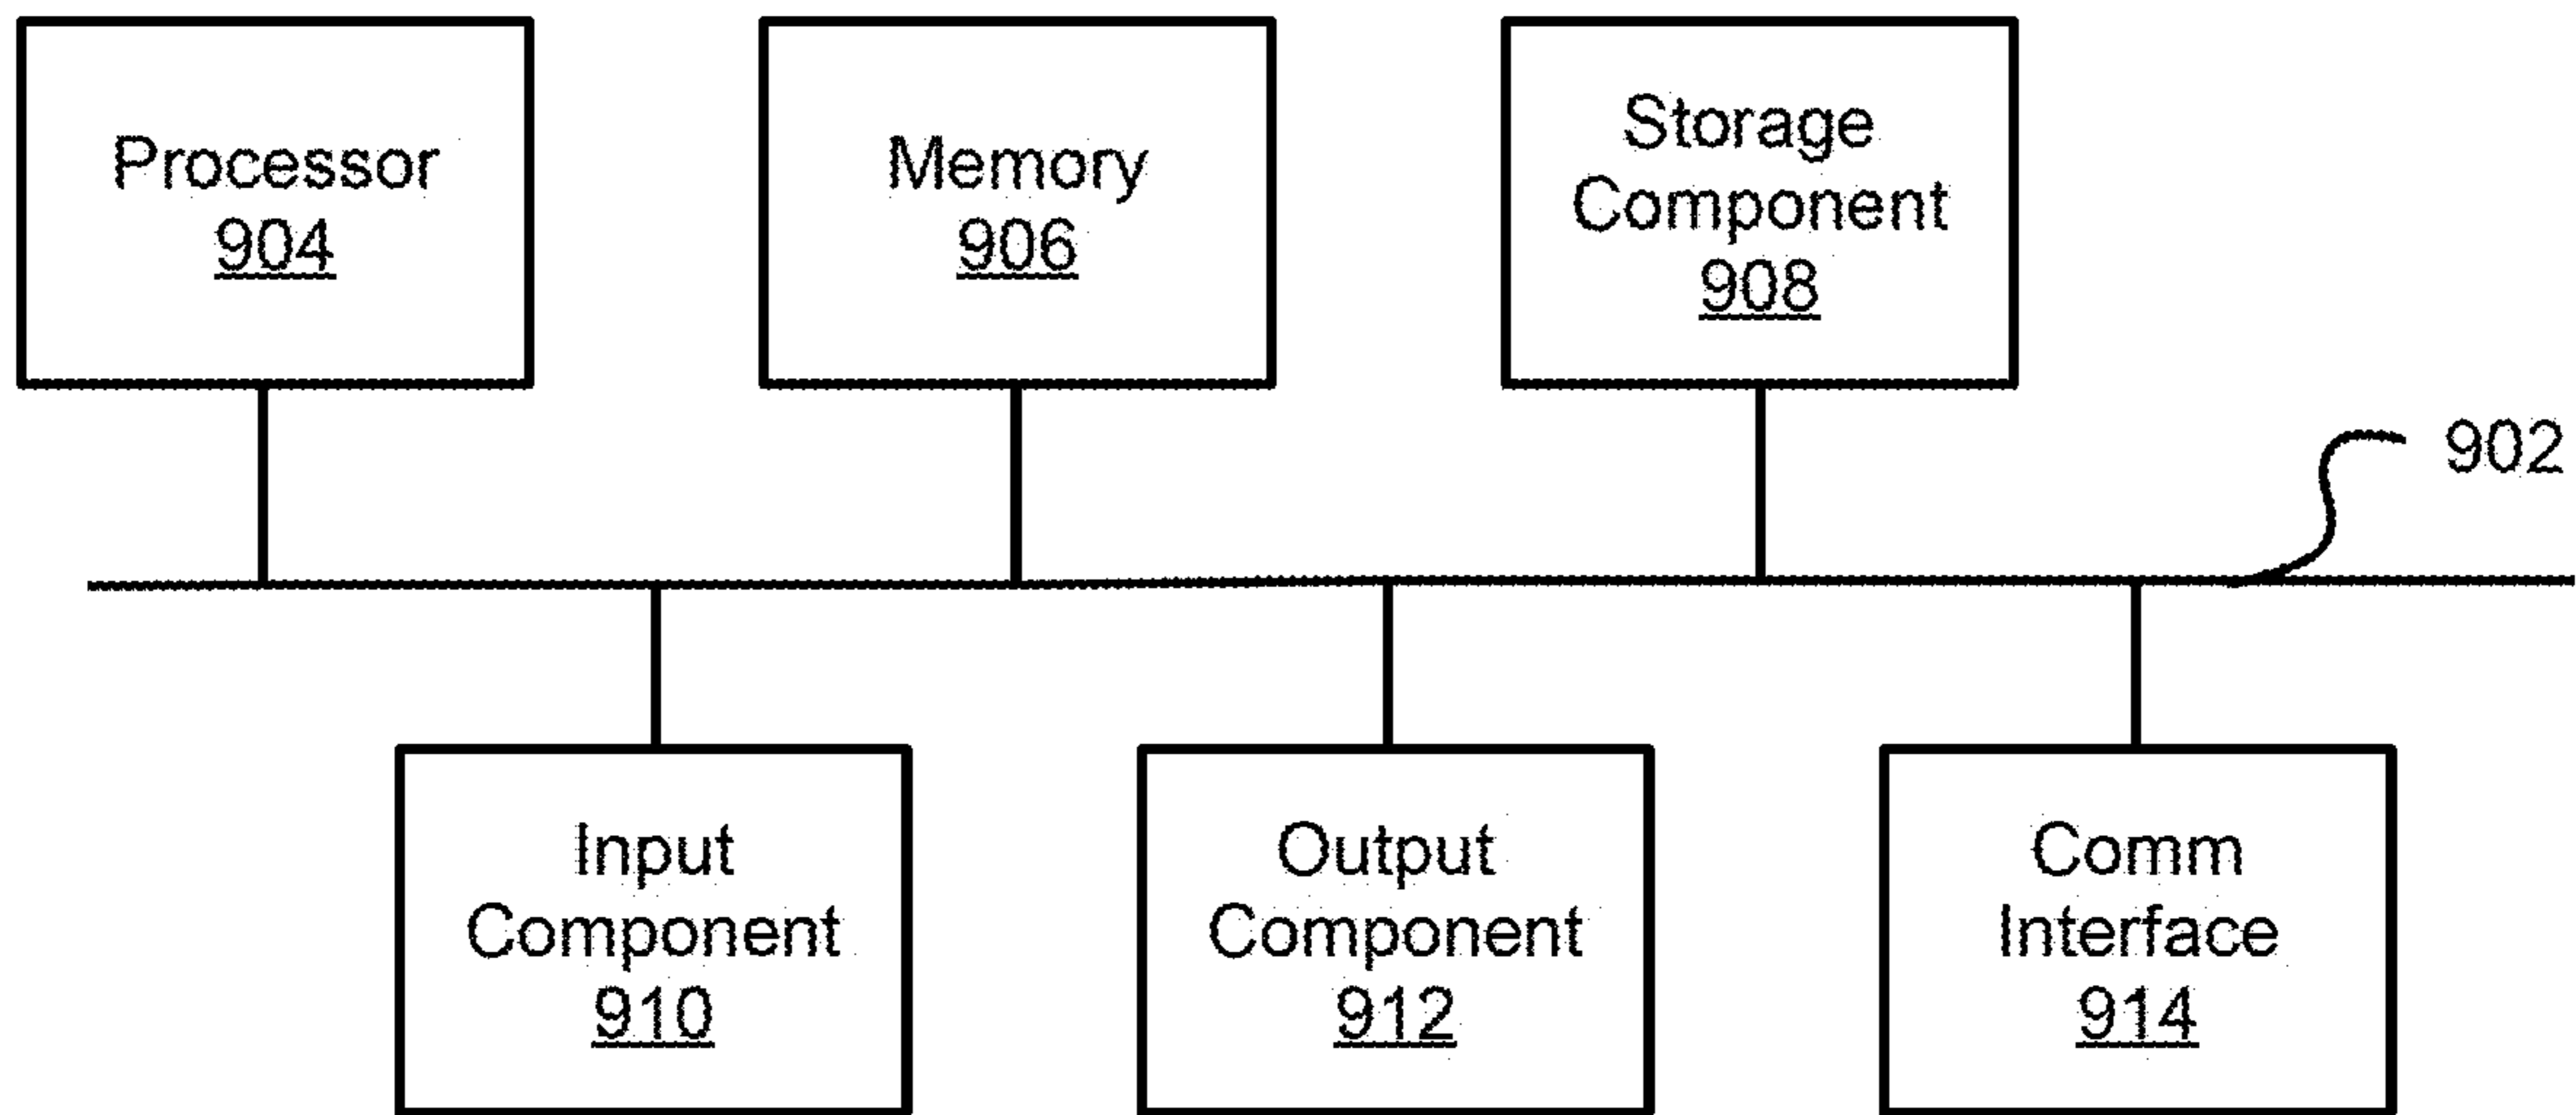 Processor
904
Memory
906
Storage
Component
908
902
Input
Component
910
Output
Component
912
Comm
Interface
914